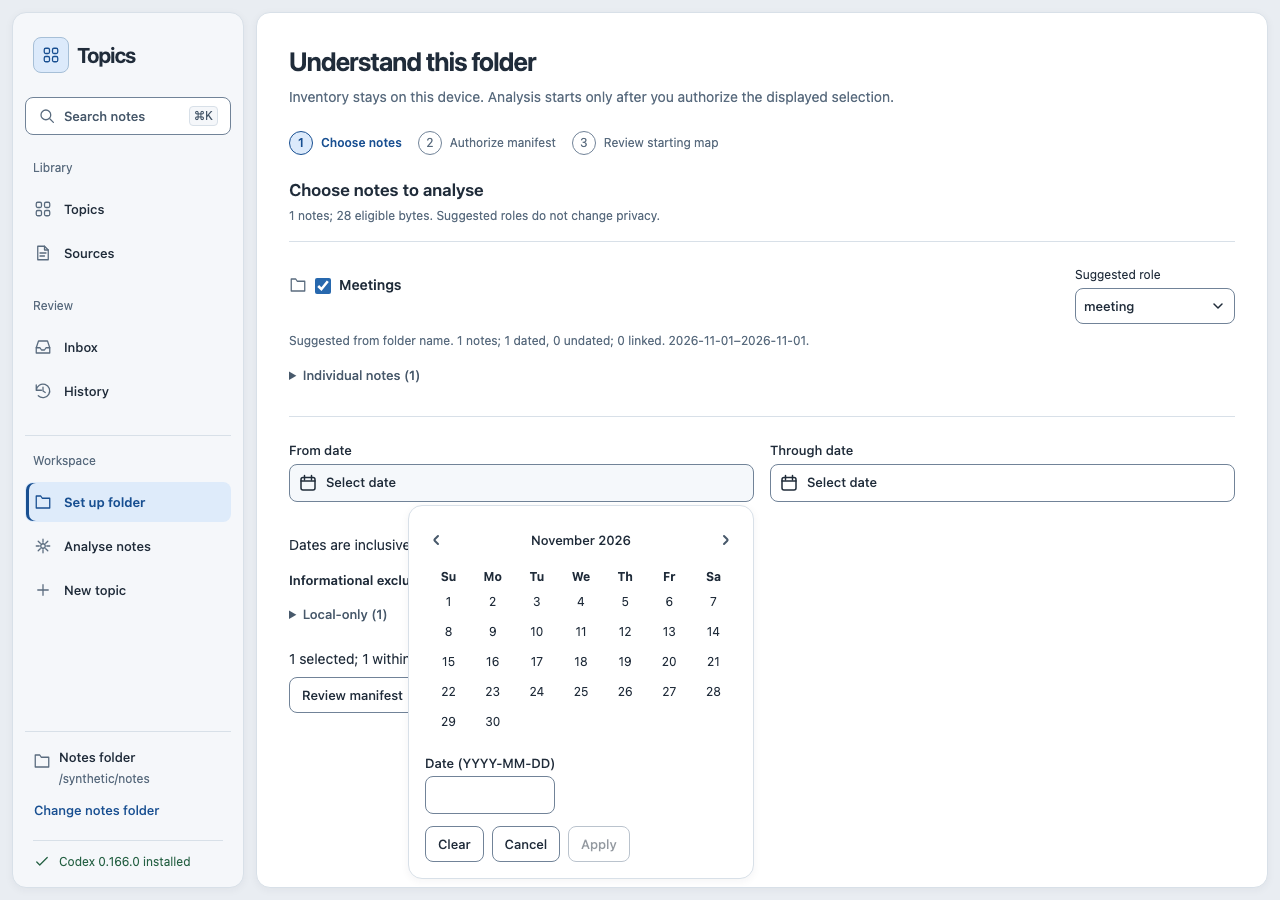 Topics
Search notes ⌘K
Library
Topics
Sources
Review
Inbox
History
Workspace
Set up folder
Analyse notes
New topic
Notes folder
/synthetic/notes
Change notes folder
Codex 0.166.0 installed
Understand this folder
Inventory stays on this device. Analysis starts only after you authorize the displayed selection.
1 Choose notes 2 Authorize manifest 3 Review starting map
Choose notes to analyse
1 notes; 28 eligible bytes. Suggested roles do not change privacy.
Meetings
Suggested role
meeting
Suggested from folder name. 1 notes; 1 dated, 0 undated; 0 linked. 2026-11-01–2026-11-01.
Individual notes (1)
From date
Select date
Through date
Select date
Dates are inclusive
Informational
Local-only (1)
1 selected; 1
Review manifest
November 2026
Su Mo Tu We Th Fr Sa
1 2 3 4 5 6 7
8 9 10 11 12 13 14
15 16 17 18 19 20 21
22 23 24 25 26 27 28
29 30
Date (YYYY-MM-DD)
Clear Cancel Apply